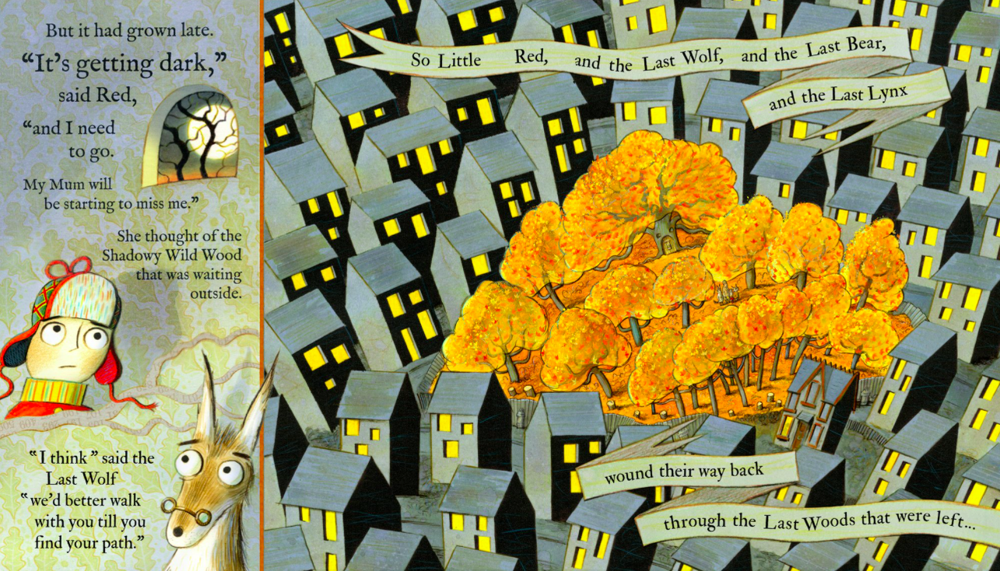 But it had grown late.
“It’s getting dark,”
said Red,
“and I need
to go.
My Mum will
be starting to miss me.”
She thought of the
Shadowy Wild Wood
that was waiting
outside.
“I think” said the
Last Wolf
“we’d better walk
with you till you
find your path.”
So Little Red, and the Last Wolf, and the Last Bear,
and the Last Lynx
wound their way back
through the Last Woods that were left...